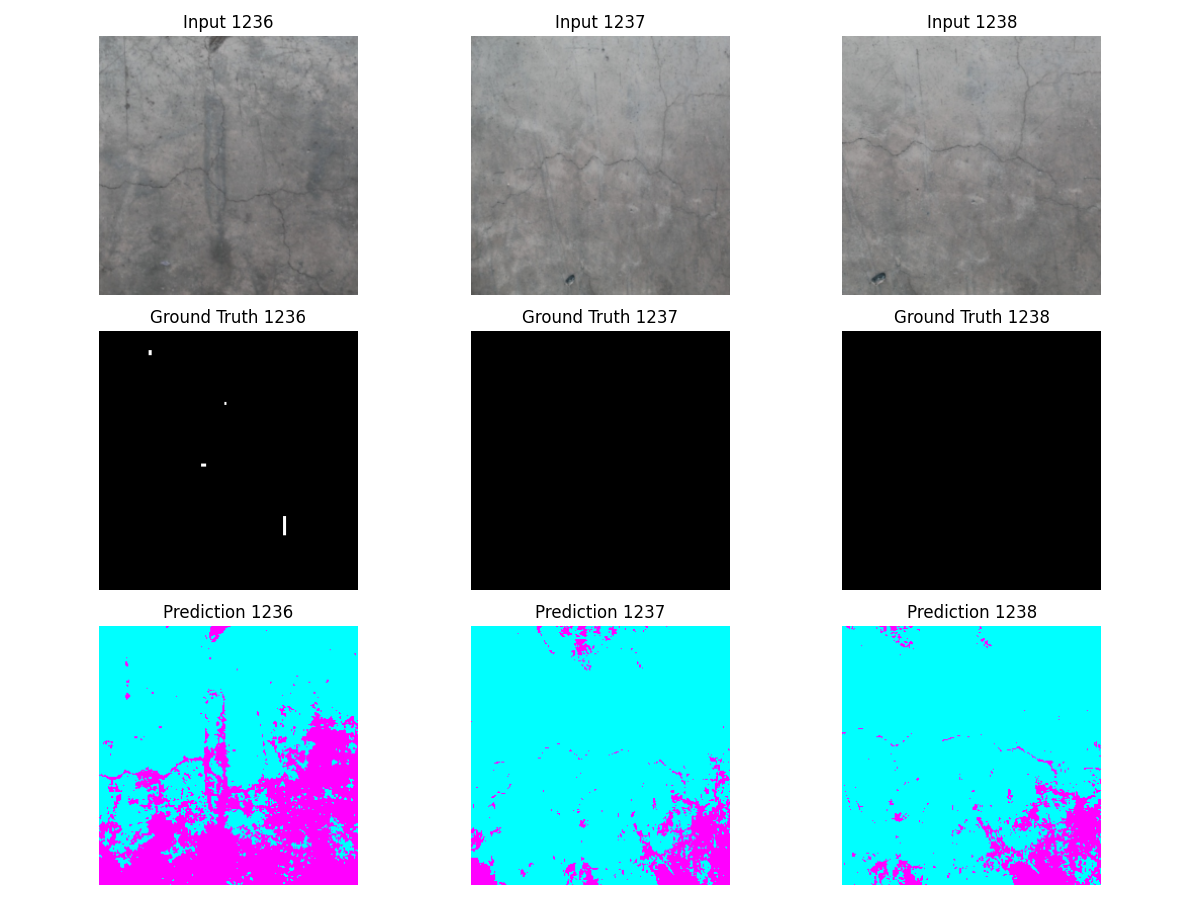 Input 1236
Input 1237
Input 1238
Ground Truth 1236
Ground Truth 1237
Ground Truth 1238
Prediction 1236
Prediction 1237
Prediction 1238